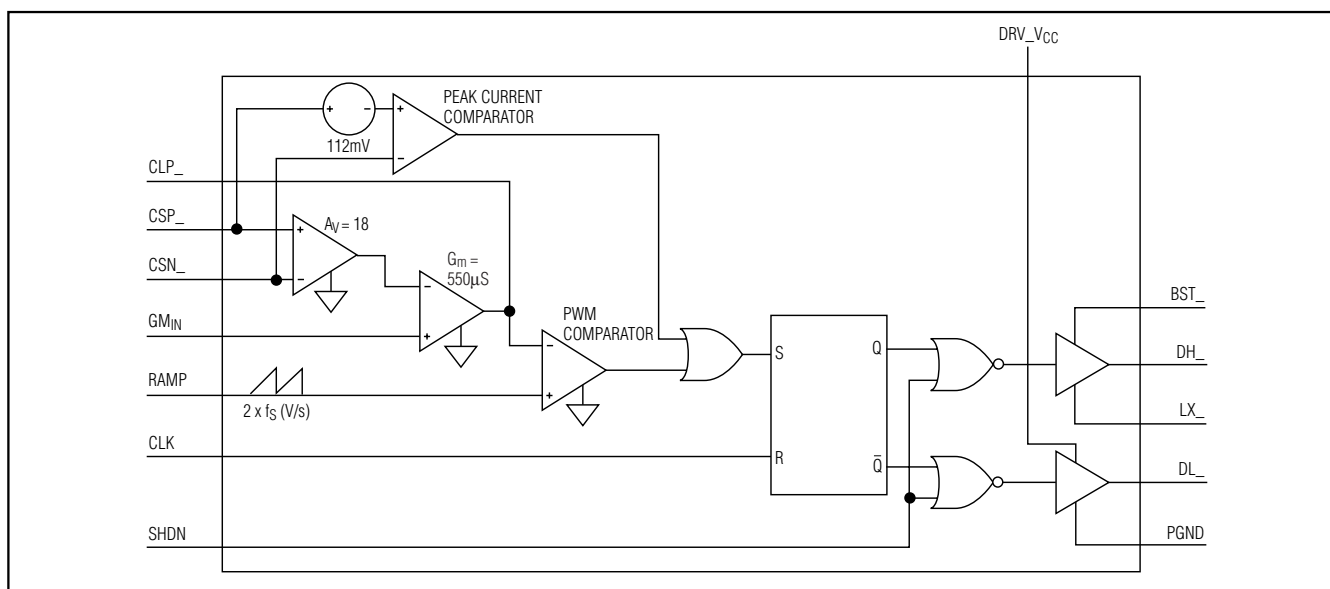 DRV_VCC
PEAK CURRENT
COMPARATOR
+
-
+
-
112mV
CLP_
CSP_
AV = 18
+
-
CSN_
Gm =
550μS
-
+
GMIN
PWM
COMPARATOR
-
+
RAMP
2 x fS (V/s)
CLK
SHDN
S
R
Q
Q̅
BST_
DH_
LX_
DL_
PGND